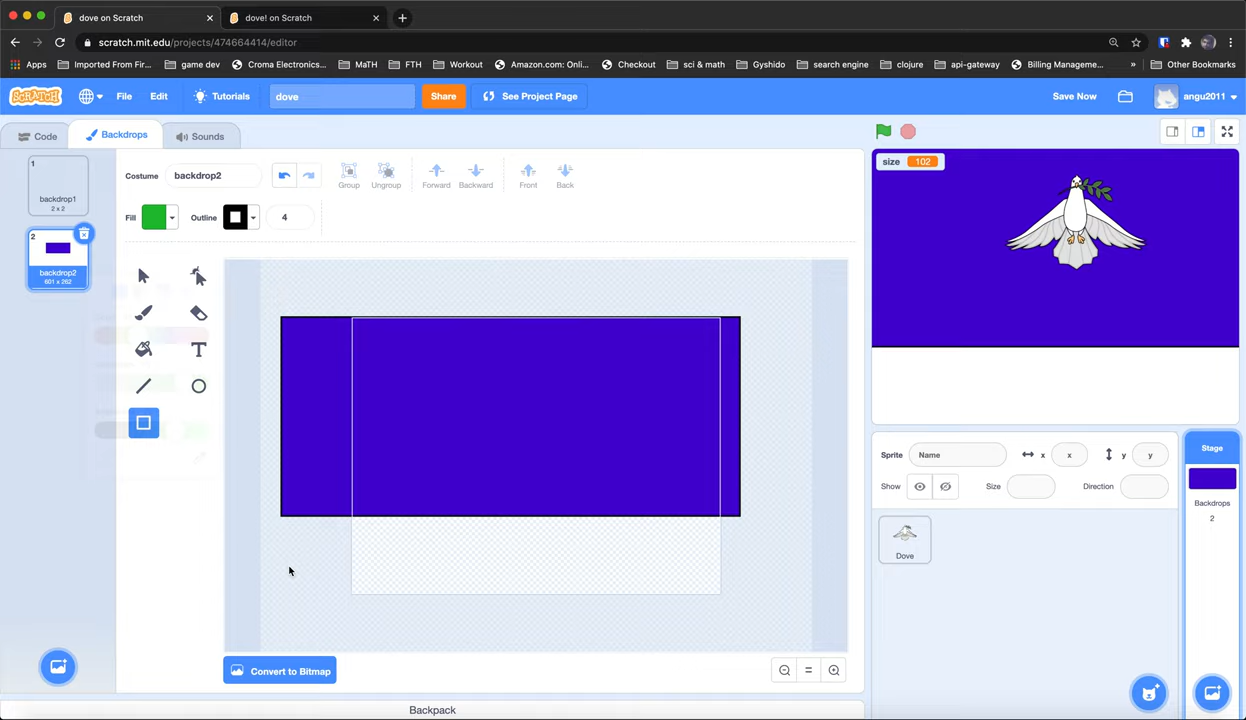 dove on Scratch
dove! on Scratch
scratch.mit.edu/projects/474664414/editor
Apps
Imported From Fir...
game dev
Croma Electronics...
MaTH
FTH
Workout
Amazon.com: Onli...
Checkout
sci & math
Gyshido
search engine
clojure
api-gateway
Billing Manageme...
»
Other Bookmarks
SCRATCH
File
Edit
Tutorials
dove
Share
See Project Page
Save Now
angu2011
Code
Backdrops
Sounds
1
backdrop1
2 x 2
2
backdrop2
601 x 262
Costume
backdrop2
Group
Ungroup
Forward
Backward
Front
Back
Fill
Outline
4
T
Convert to Bitmap
Backpack
size 102
Sprite
Name
x
x
y
y
Show
Size
Direction
Dove
Stage
Backdrops
2